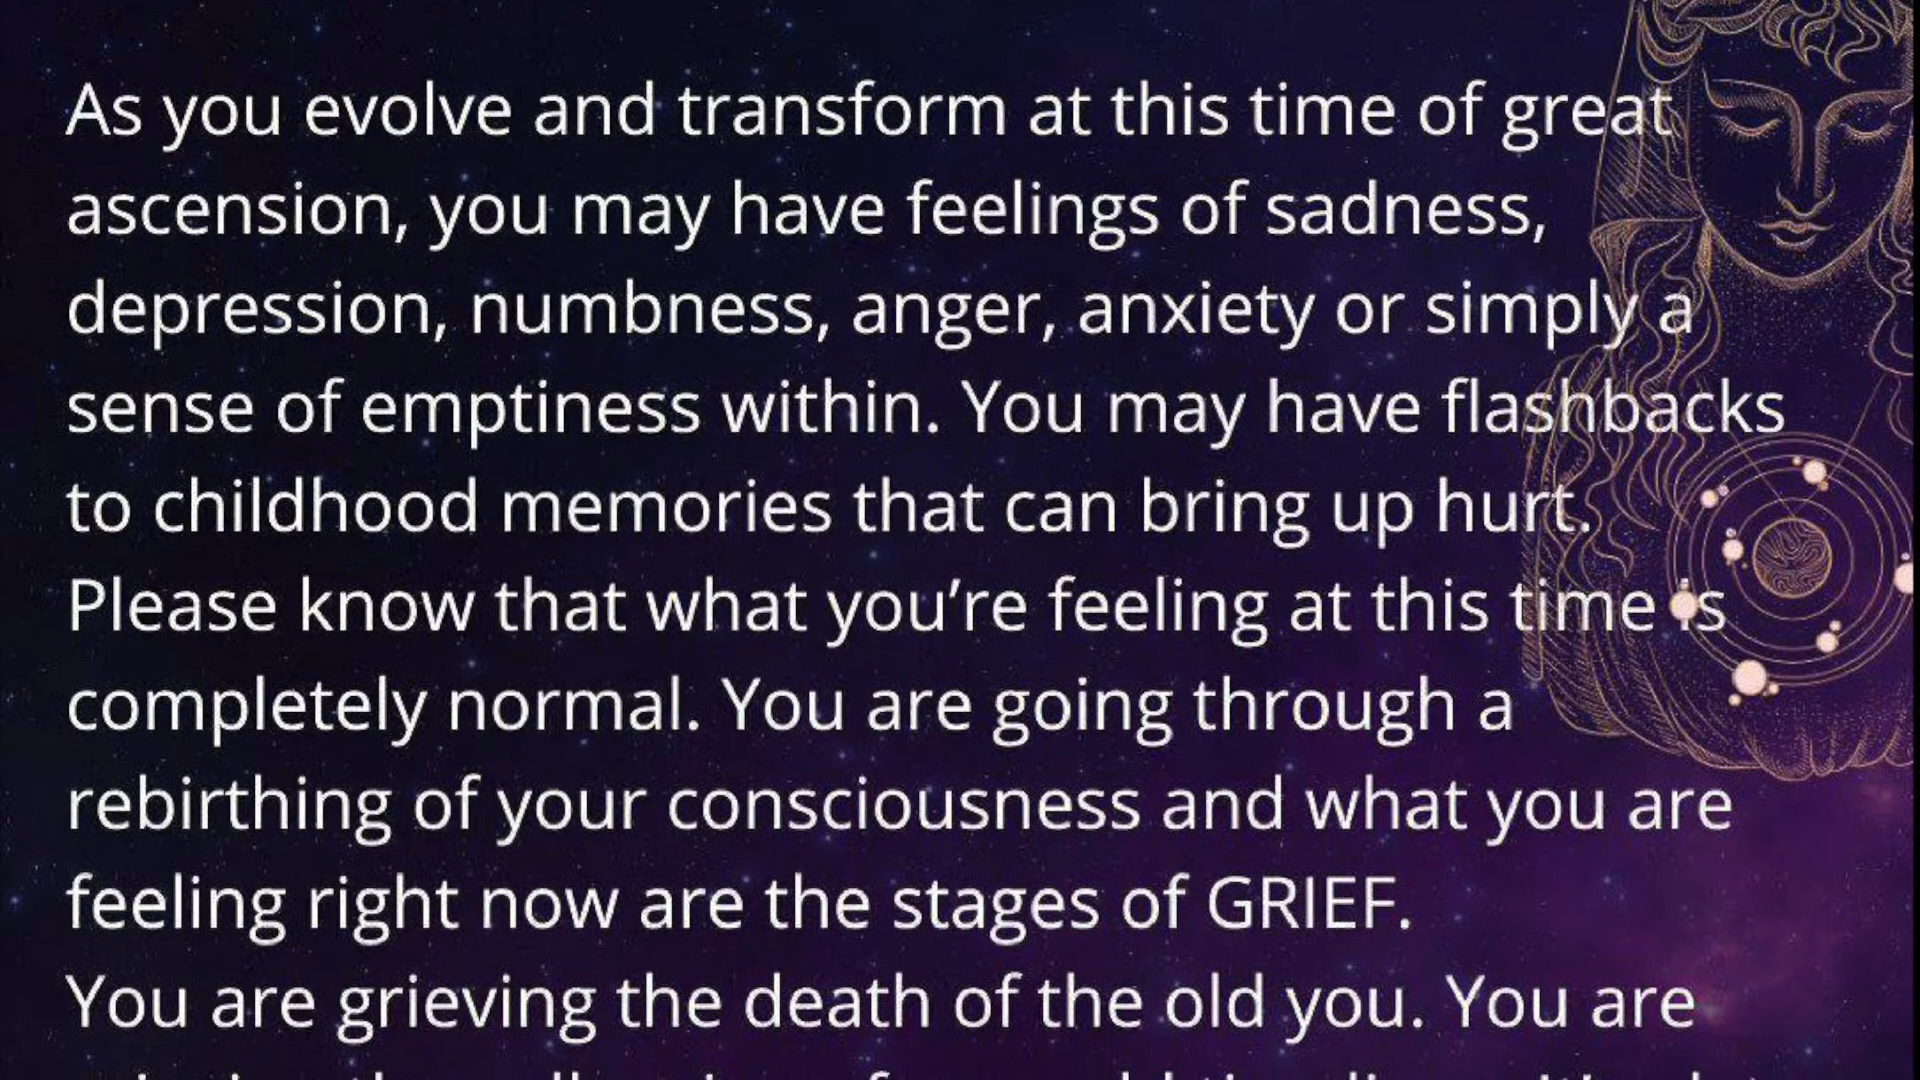 As you evolve and transform at this time of great
ascension, you may have feelings of sadness,
depression, numbness, anger, anxiety or simply a
sense of emptiness within. You may have flashbacks
to childhood memories that can bring up hurt.
Please know that what you’re feeling at this time is
completely normal. You are going through a
rebirthing of your consciousness and what you are
feeling right now are the stages of GRIEF.
You are grieving the death of the old you. You are